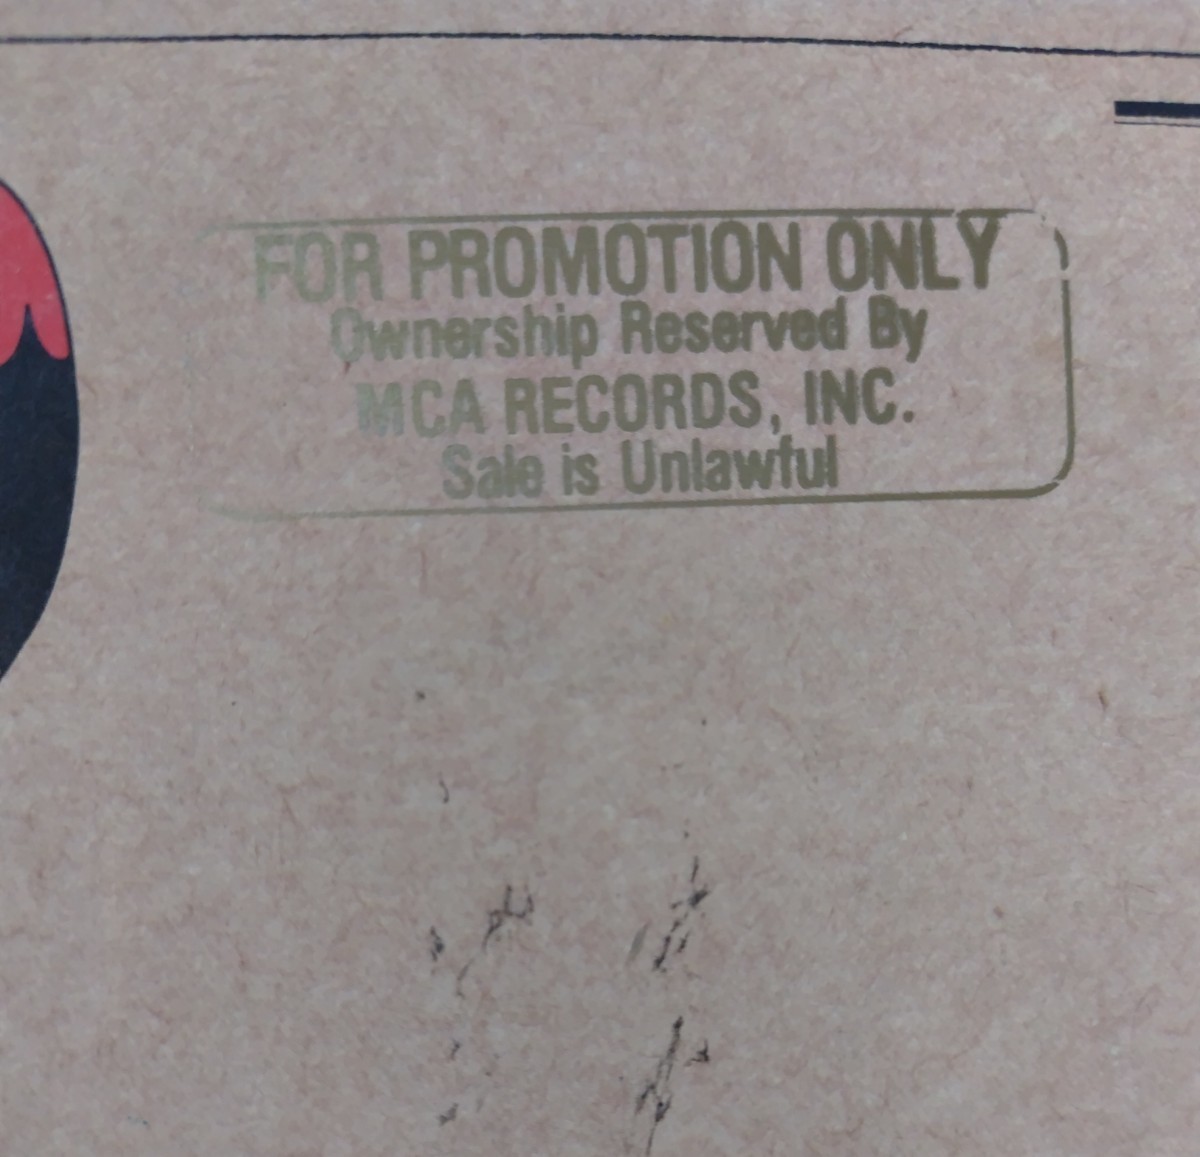 FOR PROMOTION ONLY
Ownership Reserved By
MCA RECORDS, INC.
Sale is Unlawful